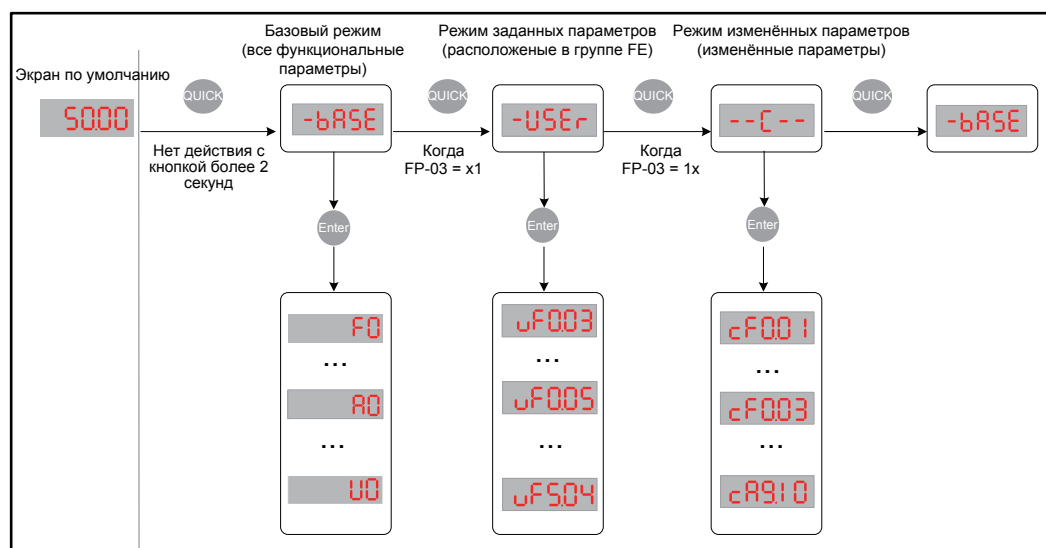 Базовый режим
(все функциональные
параметры)
Режим заданных параметров
(расположеные в группе FE)
Режим изменённых параметров
(изменённые параметры)
Экран по умолчанию
50.00
QUICK
-bASE
QUICK
-USEr
QUICK
--C--
QUICK
-bASE
Нет действия с
кнопкой более 2
секунд
Когда
FP-03 = x1
Когда
FP-03 = 1x
Enter
Enter
Enter
F0
...
A0
...
U0
uF0.03
...
uF0.05
...
uF5.04
cF0.01
...
cF0.03
...
cA9.10